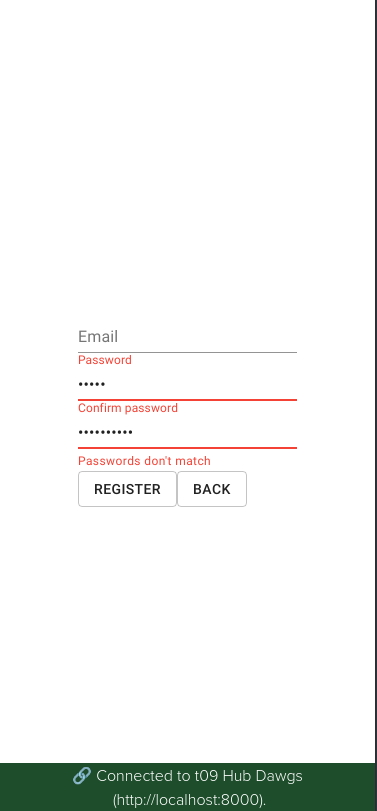 Email
Password
•••••
Confirm password
••••••••••
Passwords don't match
REGISTER BACK
🔗 Connected to t09 Hub Dawgs
(http://localhost:8000).